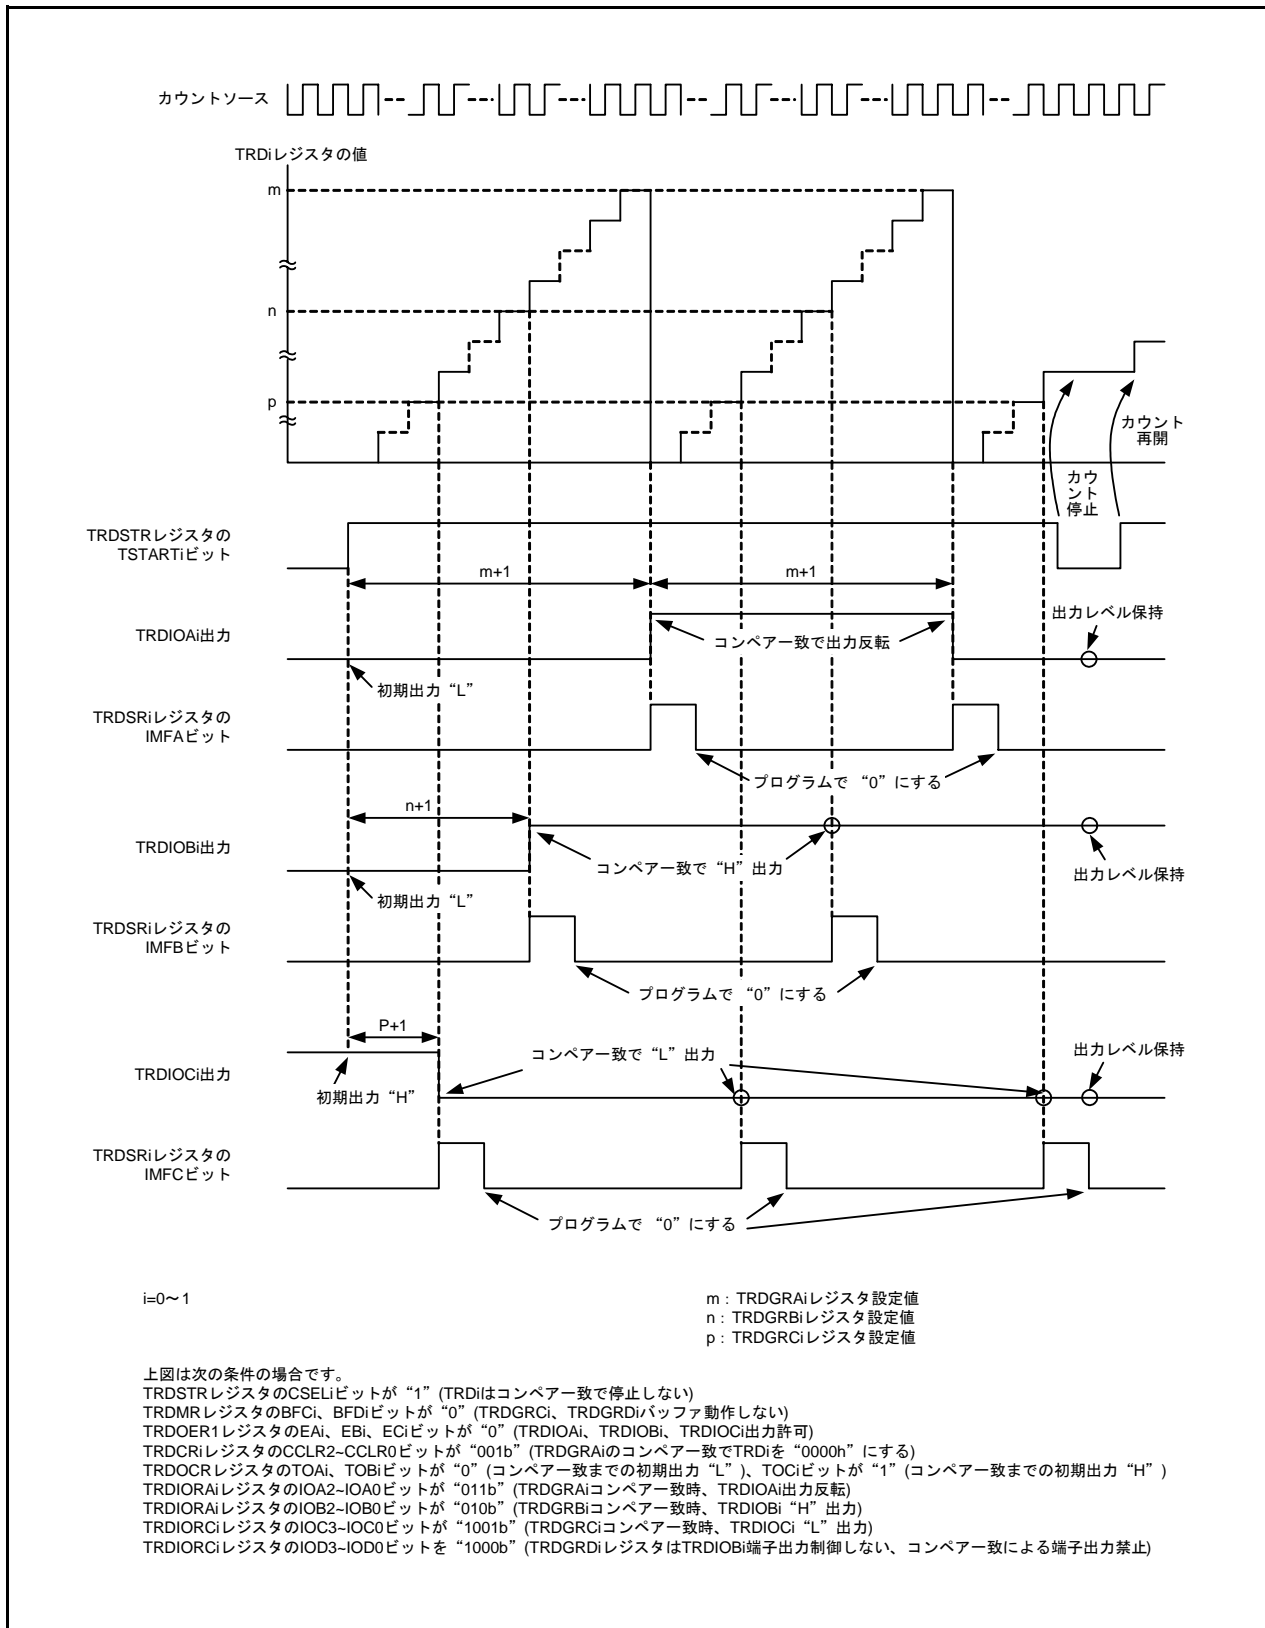 カウントソース
TRDiレジスタの値
m
n
p
カウント
再開
カウ
ント
停止
TRDSTRレジスタの
TSTARTiビット
m+1
m+1
TRDIOAi出力
コンペアー致で出力反転
出力レベル保持
初期出力“L”
TRDSRiレジスタの
IMFAビット
プログラムで “0”にする
n+1
TRDIOBi出力
コンペアー致で“H”出力
出力レベル保持
初期出力“L”
TRDSRiレジスタの
IMFBビット
プログラムで “0”にする
P+1
コンペアー致で“L”出力
出力レベル保持
TRDIOCi出力
初期出力“H”
TRDSRiレジスタの
IMFCビット
プログラムで “0”にする
i=0～1
m : TRDGRAiレジスタ設定値
n : TRDGRBiレジスタ設定値
p : TRDGRCiレジスタ設定値
上図は次の条件の場合です。
TRDSTRレジスタのCSELiビットが“1”(TRDiはコンペアー致で停止しない)
TRDMRレジスタのBFCi、BFDiビットが“0”(TRDGRCi、TRDGRDiバッファ動作しない)
TRDOER1レジスタのEAi、EBi、ECiビットが“0”(TRDIOAi、TRDIOBi、TRDIOCi出力許可)
TRDCRiレジスタのCCLR2~CCLR0ビットが“001b”(TRDGRAiのコンペアー致でTRDiを“0000h”にする)
TRDOCRレジスタのTOAi、TOBiビットが“0”(コンペアー致までの初期出力“L”)、TOCiビットが“1”(コンペアー致までの初期出力“H”)
TRDIORAiレジスタのIOA2~IOA0ビットが“011b”(TRDGRAiコンペアー致時、TRDIOAi出力反転)
TRDIORAiレジスタのIOB2~IOB0ビットが“010b”(TRDGRBiコンペアー致時、TRDIOBi“H”出力)
TRDIORCiレジスタのIOC3~IOC0ビットが“1001b”(TRDGRCiコンペアー致時、TRDIOCi“L”出力)
TRDIORCiレジスタのIOD3~IOD0ビットを“1000b”(TRDGRDiレジスタはTRDIOBi端子出力制御しない、コンペアー致による端子出力禁止)